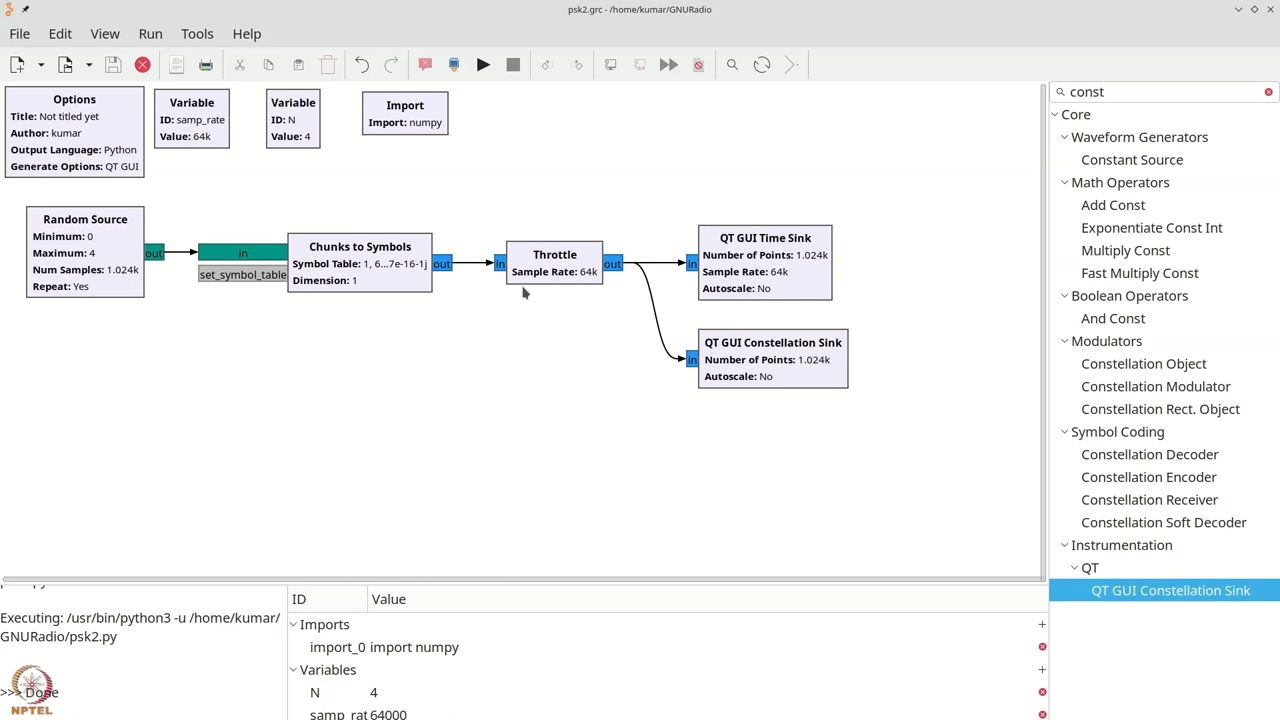 psk2.grc - /home/kumar/GNURadio
File Edit View Run Tools Help
Options
Title: Not titled yet
Author: kumar
Output Language: Python
Generate Options: QT GUI
Variable
ID: samp_rate
Value: 64k
Variable
ID: N
Value: 4
Import
Import: numpy
Random Source
Minimum: 0
Maximum: 4
Num Samples: 1.024k
Repeat: Yes
out
in
set_symbol_table
Chunks to Symbols
Symbol Table: 1, 6...7e-16-1j
Dimension: 1
out
in
Throttle
Sample Rate: 64k
out
in
QT GUI Time Sink
Number of Points: 1.024k
Sample Rate: 64k
Autoscale: No
in
QT GUI Constellation Sink
Number of Points: 1.024k
Autoscale: No
const
Core
Waveform Generators
Constant Source
Math Operators
Add Const
Exponentiate Const Int
Multiply Const
Fast Multiply Const
Boolean Operators
And Const
Modulators
Constellation Object
Constellation Modulator
Constellation Rect. Object
Symbol Coding
Constellation Decoder
Constellation Encoder
Constellation Receiver
Constellation Soft Decoder
Instrumentation
QT
QT GUI Constellation Sink
Executing: /usr/bin/python3 -u /home/kumar/
GNURadio/psk2.py
>>> Done
NPTEL
ID Value
Imports
import_0 import numpy
Variables
N 4
samp_rat 64000